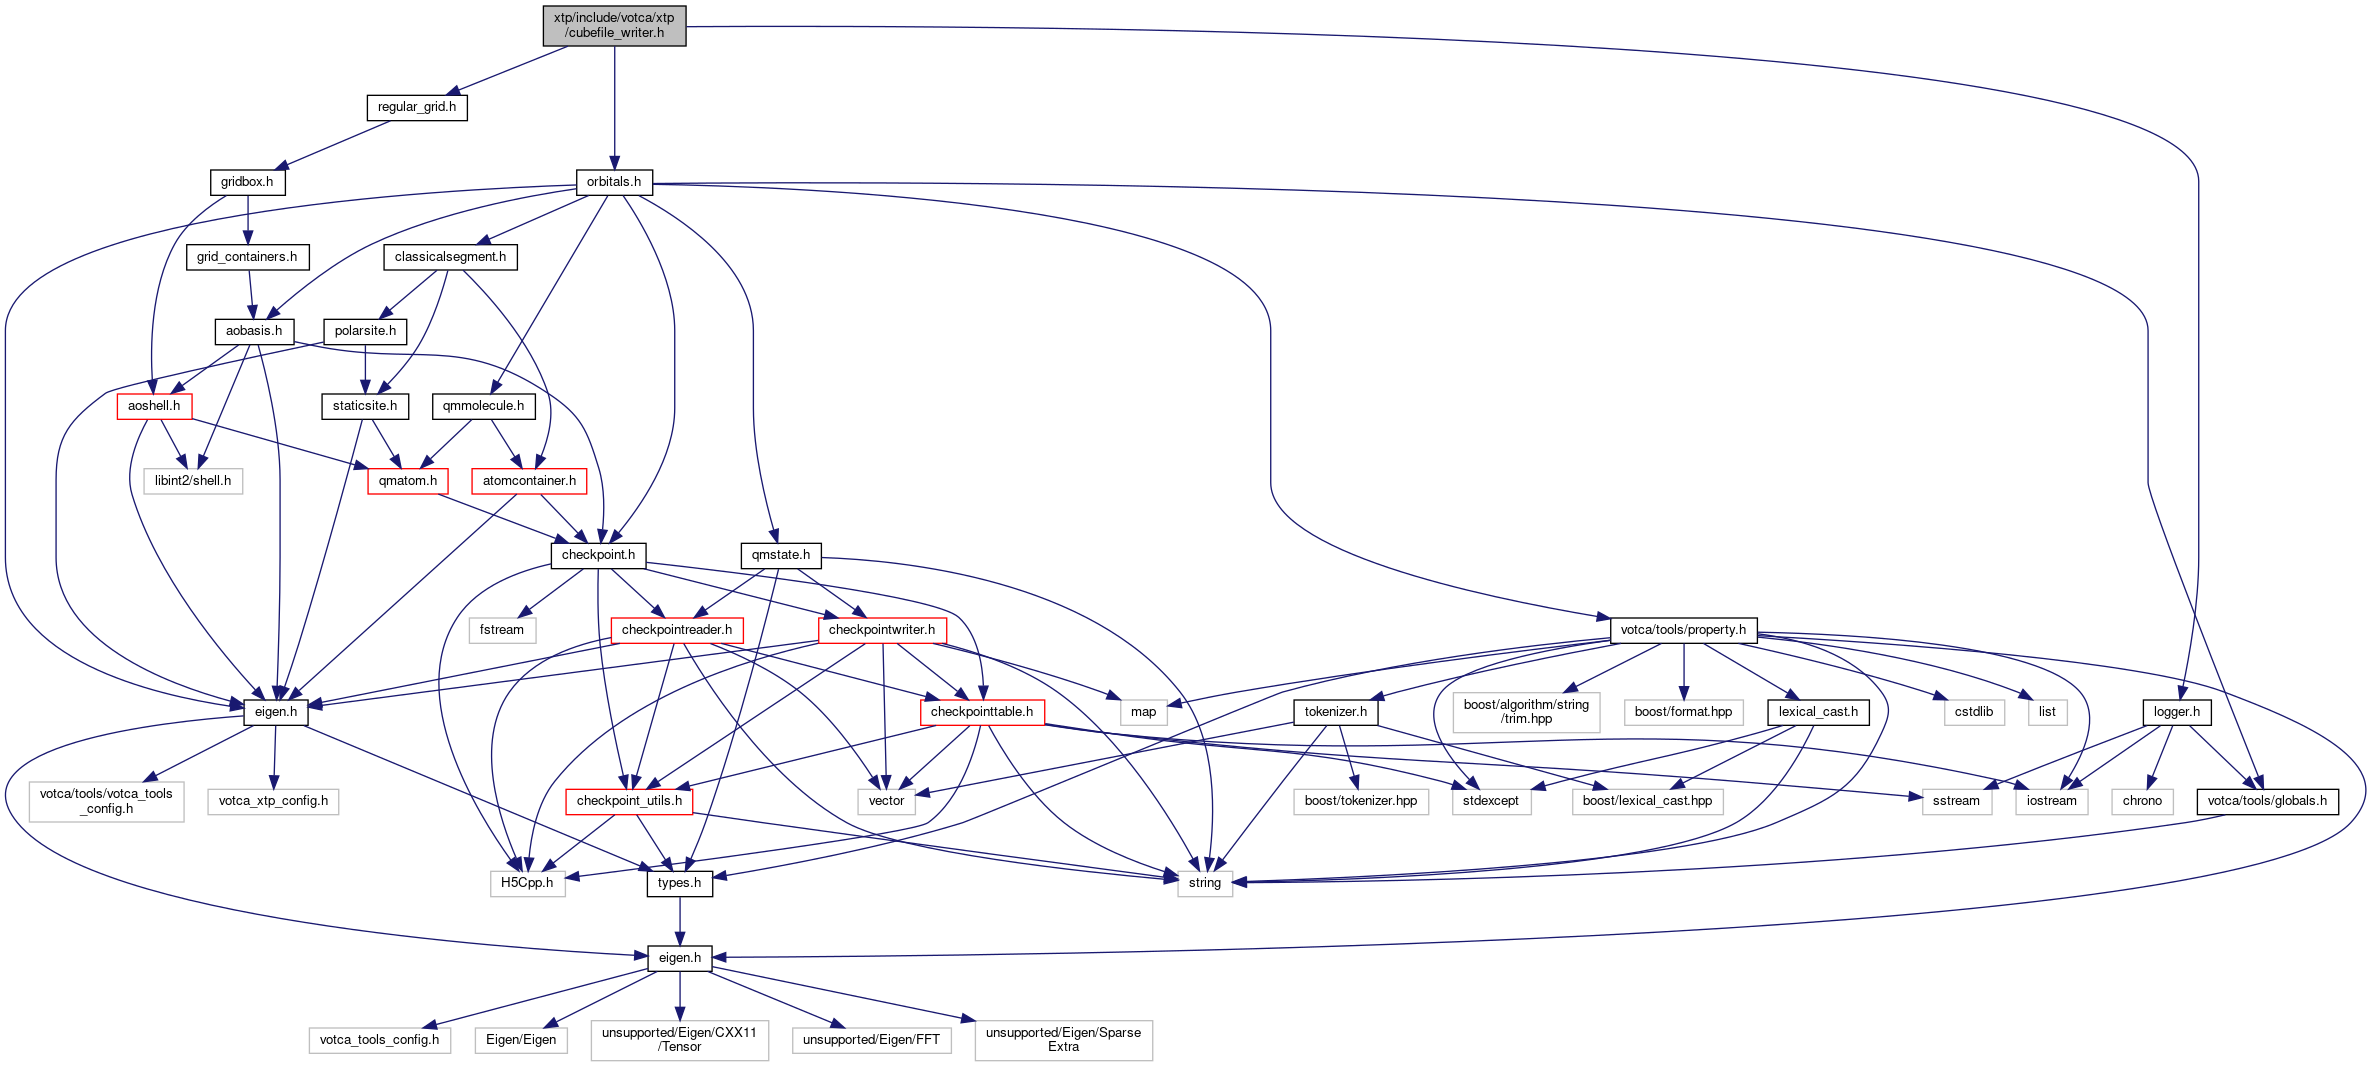 xtp/include/votca/xtp
/cubefile_writer.h
regular_grid.h
gridbox.h
orbitals.h
grid_containers.h
classicalsegment.h
aobasis.h
polarsite.h
aoshell.h
staticsite.h
qmmolecule.h
libint2/shell.h
qmatom.h
atomcontainer.h
checkpoint.h
qmstate.h
fstream
checkpointreader.h
checkpointwriter.h
votca/tools/property.h
eigen.h
checkpointtable.h
map
tokenizer.h
boost/algorithm/string
/trim.hpp
boost/format.hpp
lexical_cast.h
cstdlib
list
logger.h
votca/tools/votca_tools
_config.h
votca_xtp_config.h
checkpoint_utils.h
vector
boost/tokenizer.hpp
stdexcept
boost/lexical_cast.hpp
sstream
iostream
chrono
votca/tools/globals.h
H5Cpp.h
types.h
string
eigen.h
votca_tools_config.h
Eigen/Eigen
unsupported/Eigen/CXX11
/Tensor
unsupported/Eigen/FFT
unsupported/Eigen/Sparse
Extra